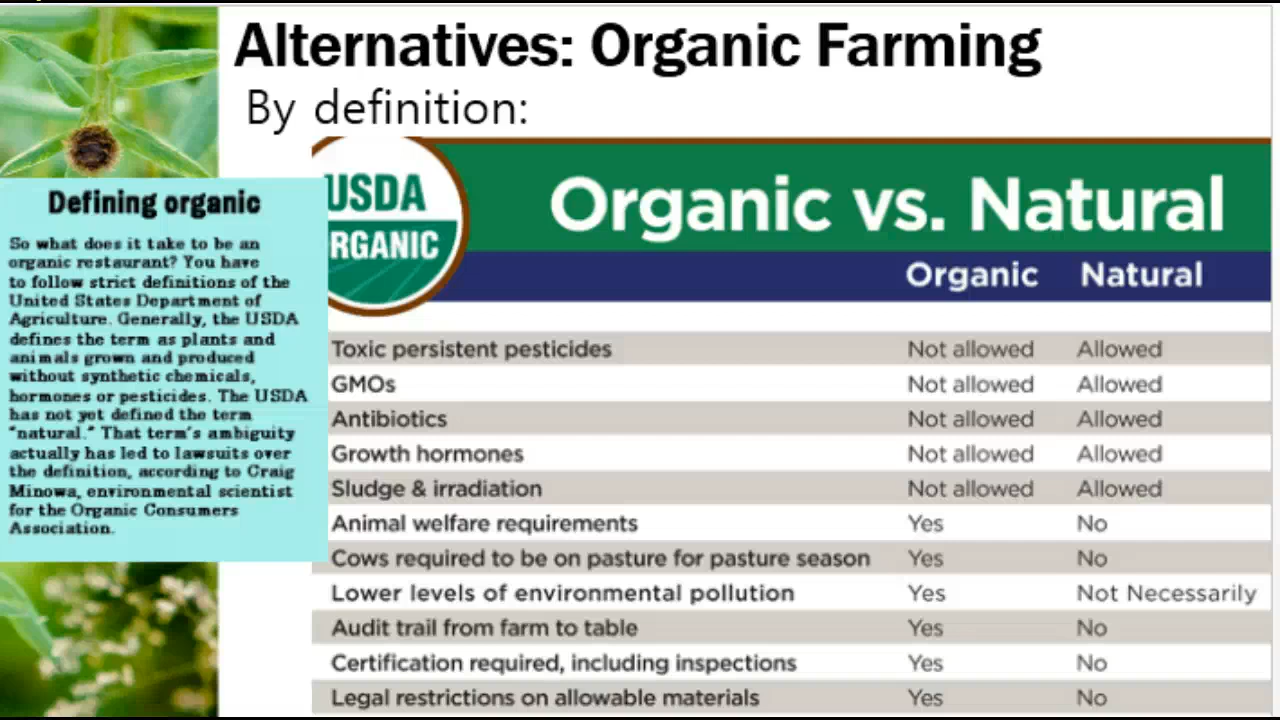 Alternatives: Organic Farming
By definition:
Defining organic
So what does it take to be an
organic restaurant? You have
to follow strict definitions of the
United States Department of
Agriculture. Generally, the USDA
defines the term as plants and
animals grown and produced
without synthetic chemicals,
hormones or pesticides. The USDA
has not yet defined the term
"natural." That term's ambiguity
actually has led to lawsuits over
the definition, according to Craig
Minowa, environmental scientist
for the Organic Consumers
Association.
USDA
RGANIC
Organic vs. Natural
Organic Natural
Toxic persistent pesticides Not allowed Allowed
GMOs Not allowed Allowed
Antibiotics Not allowed Allowed
Growth hormones Not allowed Allowed
Sludge & irradiation Not allowed Allowed
Animal welfare requirements Yes No
Cows required to be on pasture for pasture season Yes No
Lower levels of environmental pollution Yes Not Necessarily
Audit trail from farm to table Yes No
Certification required, including inspections Yes No
Legal restrictions on allowable materials Yes No